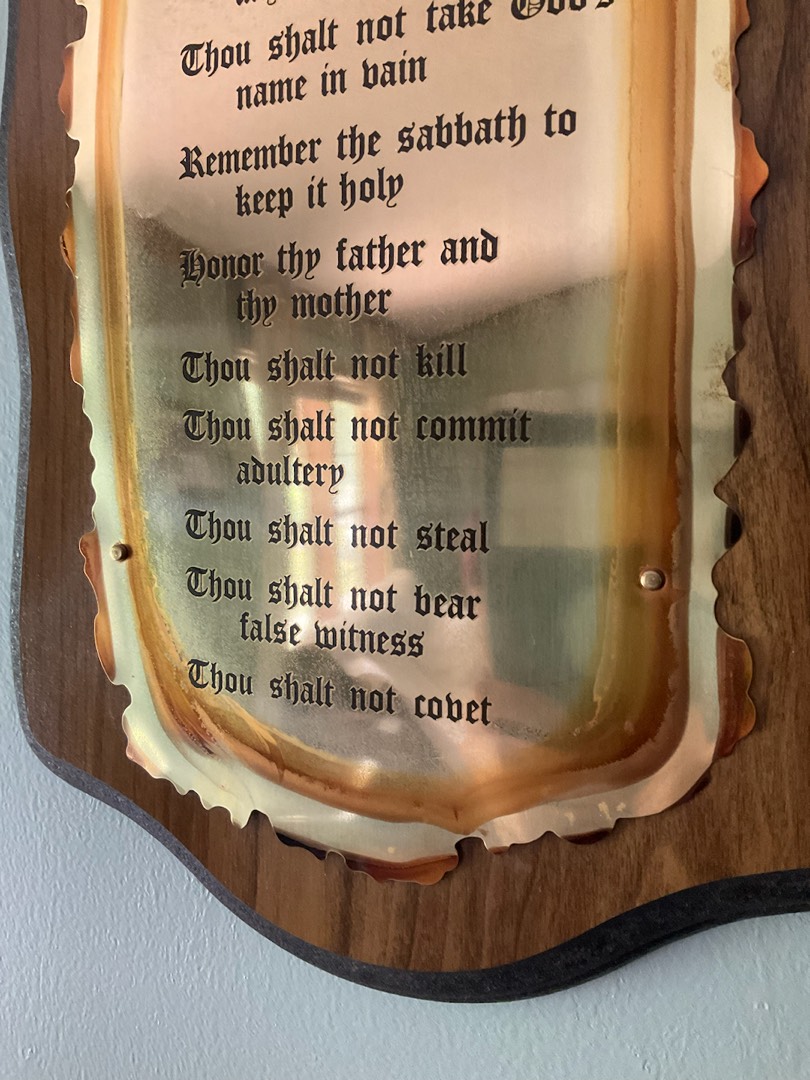 Thou shalt not take God's
name in vain
Remember the sabbath to
keep it holy
Honor thy father and
thy mother
Thou shalt not kill
Thou shalt not commit
adultery
Thou shalt not steal
Thou shalt not bear
false witness
Thou shalt not covet